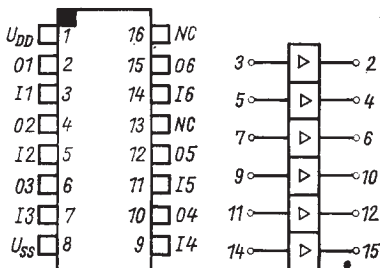 U_DD 1 16 NC
O1 2 15 O6
I1 3 14 I6
O2 4 13 NC
I2 5 12 O5
O3 6 11 I5
I3 7 10 O4
U_SS 8 9 I4
3 ▷ 2
5 ▷ 4
7 ▷ 6
9 ▷ 10
11 ▷ 12
14 ▷ 15